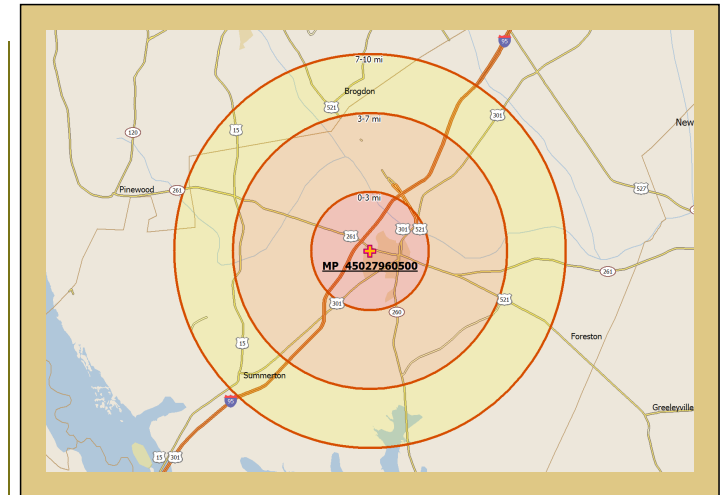 95
7-10 mi
Brogdon
521
301
15
3-7 mi
New
120
527
Pinewood
261
0-3 mi
301
521
261
MP 45027960500
261
301
521
260
15
Foreston
Summerton
95
Greeleyville
15
301